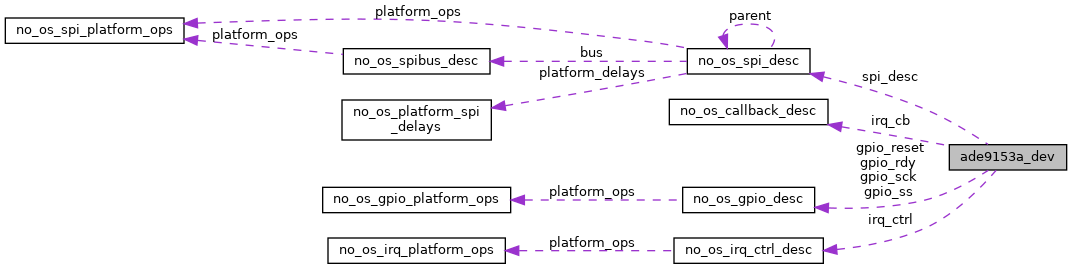 platform_ops
parent
no_os_spi_platform_ops
platform_ops
no_os_spibus_desc
bus
no_os_spi_desc
platform_delays
spi_desc
no_os_platform_spi
_delays
no_os_callback_desc
irq_cb
ade9153a_dev
gpio_reset
gpio_rdy
gpio_sck
gpio_ss
no_os_gpio_platform_ops
platform_ops
no_os_gpio_desc
irq_ctrl
no_os_irq_platform_ops
platform_ops
no_os_irq_ctrl_desc